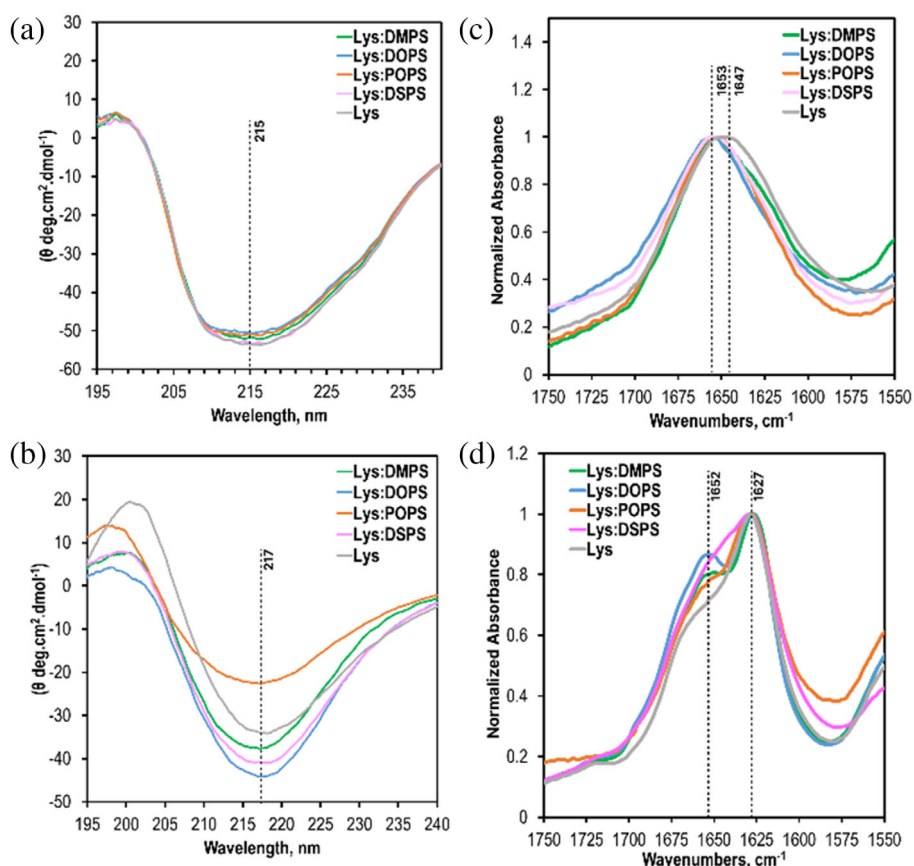 (a)
30
20
10
0
-10
-20
-30
-40
-50
-60
(θ deg.cm².dmol⁻¹)
Lys:DMPS
Lys:DOPS
Lys:POPS
Lys:DSPS
Lys
215
195 205 215 225 235
Wavelength, nm
(c)
1.4
1.2
1
0.8
0.6
0.4
0.2
0
Normalized Absorbance
Lys:DMPS
Lys:DOPS
Lys:POPS
Lys:DSPS
Lys
1653
1647
1750 1725 1700 1675 1650 1625 1600 1575 1550
Wavenumbers, cm⁻¹
(b)
30
20
10
0
-10
-20
-30
-40
-50
(θ deg.cm².dmol⁻¹)
Lys:DMPS
Lys:DOPS
Lys:POPS
Lys:DSPS
Lys
217
195 200 205 210 215 220 225 230 235 240
Wavelength, nm
(d)
1.2
1
0.8
0.6
0.4
0.2
0
Normalized Absorbance
Lys:DMPS
Lys:DOPS
Lys:POPS
Lys:DSPS
Lys
1652
1627
1750 1725 1700 1675 1650 1625 1600 1575 1550
Wavenumbers, cm⁻¹